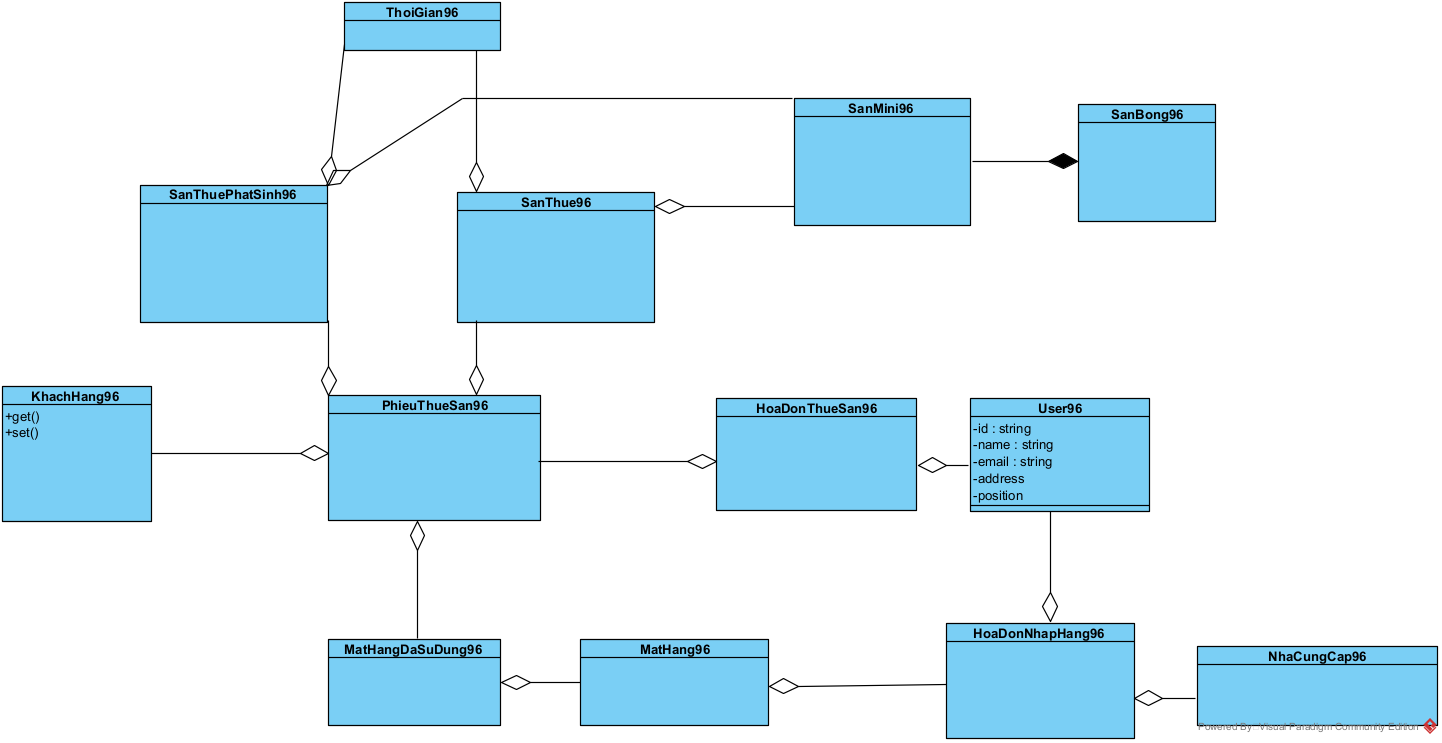 ThoiGian96
SanMini96
SanBong96
SanThuePhatSinh96
SanThue96
KhachHang96
+get()
+set()
PhieuThueSan96
HoaDonThueSan96
User96
-id : string
-name : string
-email : string
-address
-position
MatHangDaSuDung96
MatHang96
HoaDonNhapHang96
NhaCungCap96
Powered By: Visual Paradigm Community Edition